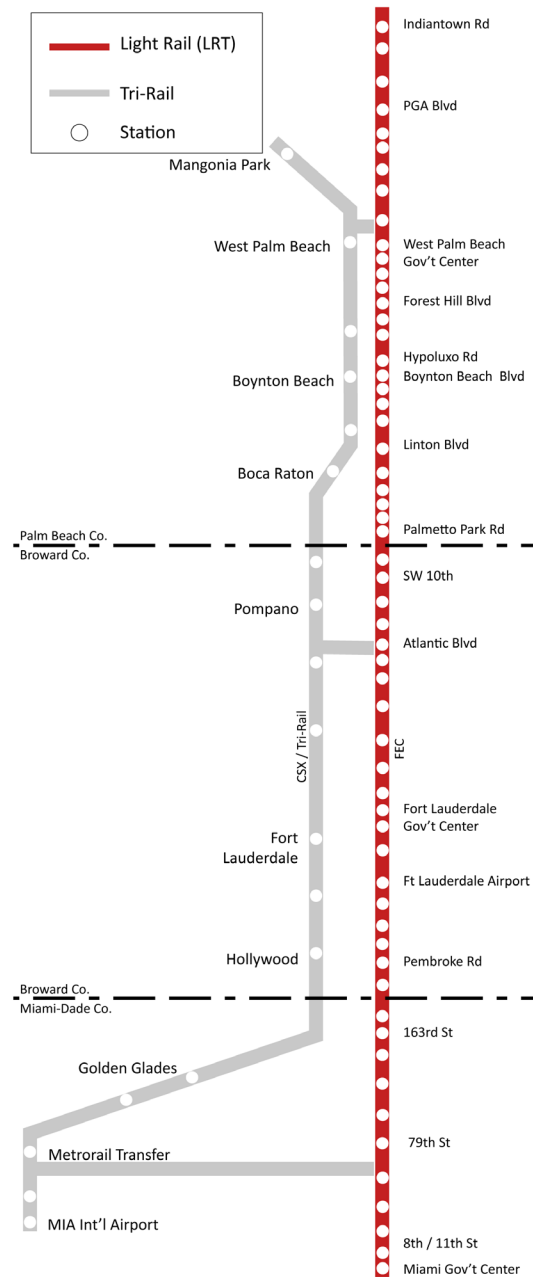 Light Rail (LRT)
Tri-Rail
Station
Indiantown Rd
PGA Blvd
Mangonia Park
West Palm Beach
West Palm Beach
Gov't Center
Forest Hill Blvd
Hypoluxo Rd
Boynton Beach
Boynton Beach Blvd
Linton Blvd
Boca Raton
Palm Beach Co.
Palmetto Park Rd
Broward Co.
SW 10th
Pompano
Atlantic Blvd
CSX / Tri-Rail
FEC
Fort Lauderdale
Gov't Center
Fort
Lauderdale
Ft Lauderdale Airport
Hollywood
Pembroke Rd
Broward Co.
Miami-Dade Co.
163rd St
Golden Glades
79th St
Metrorail Transfer
MIA Int'l Airport
8th / 11th St
Miami Gov't Center